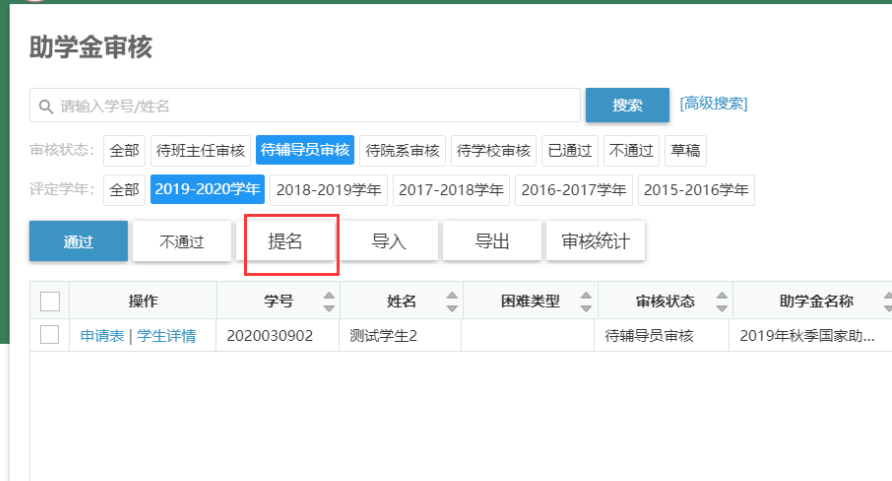 助学金审核
请输入学号/姓名 搜索 [高级搜索]
审核状态: 全部 待班主任审核 待辅导员审核 待院系审核 待学校审核 已通过 不通过 草稿
评定学年: 全部 2019-2020学年 2018-2019学年 2017-2018学年 2016-2017学年 2015-2016学年
通过 不通过 提名 导入 导出 审核统计
操作 学号 姓名 困难类型 审核状态 助学金名称
申请表 | 学生详情 2020030902 测试学生2 待辅导员审核 2019年秋季国家助...